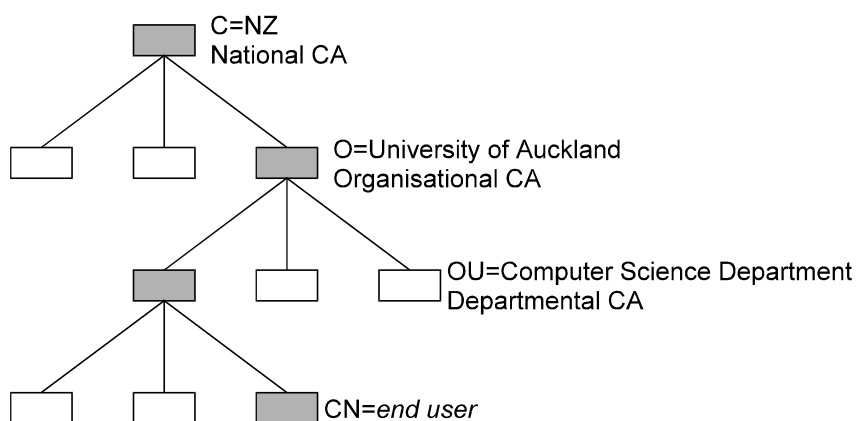 C=NZ
National CA
O=University of Auckland
Organisational CA
OU=Computer Science Department
Departmental CA
CN=end user